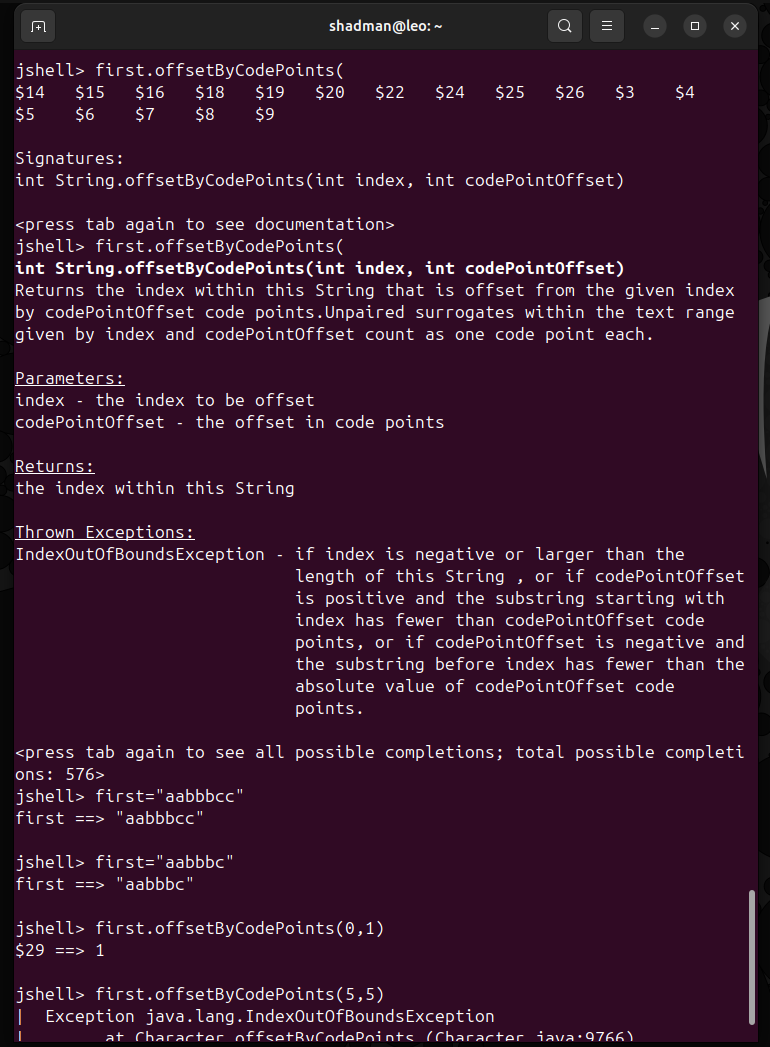 shadman@leo: ~
jshell> first.offsetByCodePoints(
$14   $15   $16   $18   $19   $20   $22   $24   $25   $26   $3    $4
$5    $6    $7    $8    $9
Signatures:
int String.offsetByCodePoints(int index, int codePointOffset)
<press tab again to see documentation>
jshell> first.offsetByCodePoints(
int String.offsetByCodePoints(int index, int codePointOffset)
Returns the index within this String that is offset from the given index
by codePointOffset code points.Unpaired surrogates within the text range
given by index and codePointOffset count as one code point each.
Parameters:
index - the index to be offset
codePointOffset - the offset in code points
Returns:
the index within this String
Thrown Exceptions:
IndexOutOfBoundsException - if index is negative or larger than the
length of this String , or if codePointOffset
is positive and the substring starting with
index has fewer than codePointOffset code
points, or if codePointOffset is negative and
the substring before index has fewer than the
absolute value of codePointOffset code
points.
<press tab again to see all possible completions; total possible completi
ons: 576>
jshell> first="aabbbcc"
first ==> "aabbbcc"
jshell> first="aabbbc"
first ==> "aabbbc"
jshell> first.offsetByCodePoints(0,1)
$29 ==> 1
jshell> first.offsetByCodePoints(5,5)
|  Exception java.lang.IndexOutOfBoundsException
|        at Character.offsetByCodePoints (Character.java:9766)